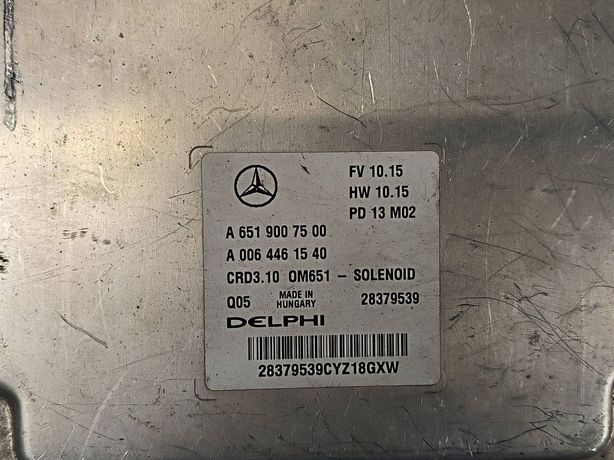 FV 10.15
HW 10.15
PD 13 M02
A 651 900 75 00
A 006 446 15 40
CRD3.10 OM651 - SOLENOID
Q05 MADE IN HUNGARY 28379539
DELPHI
28379539CYZ18GXW